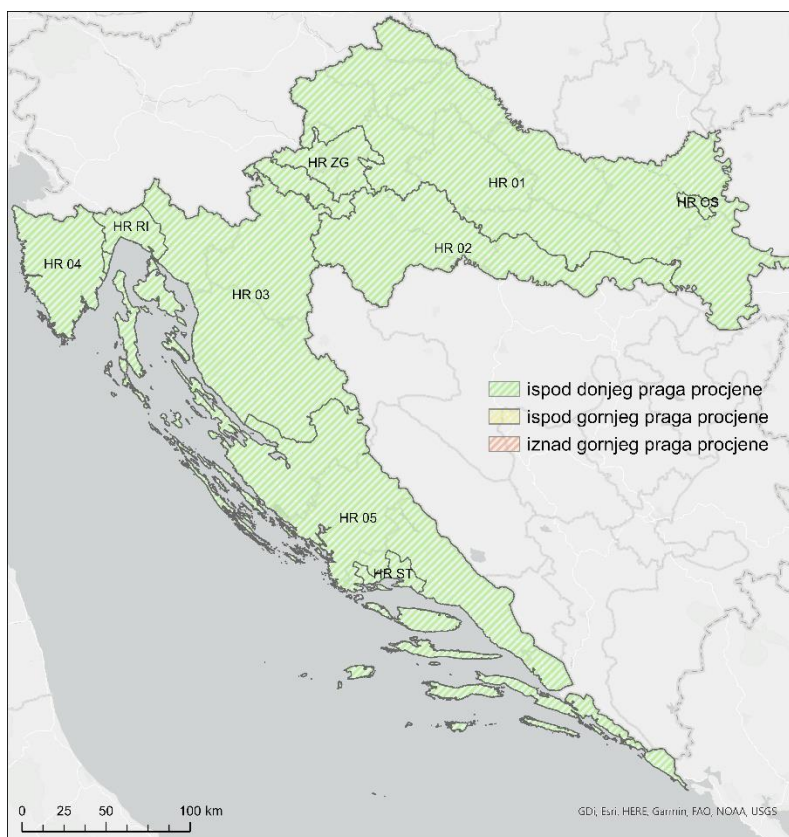 HR ZG
HR 01
HR OS
HR RI
HR 02
HR 04
HR 03
ispod donjeg praga procjene
ispod gornjeg praga procjene
iznad gornjeg praga procjene
HR 05
HR ST
0 25 50 100 km
GDi, Esri, HERE, Garmin, FAO, NOAA, USGS